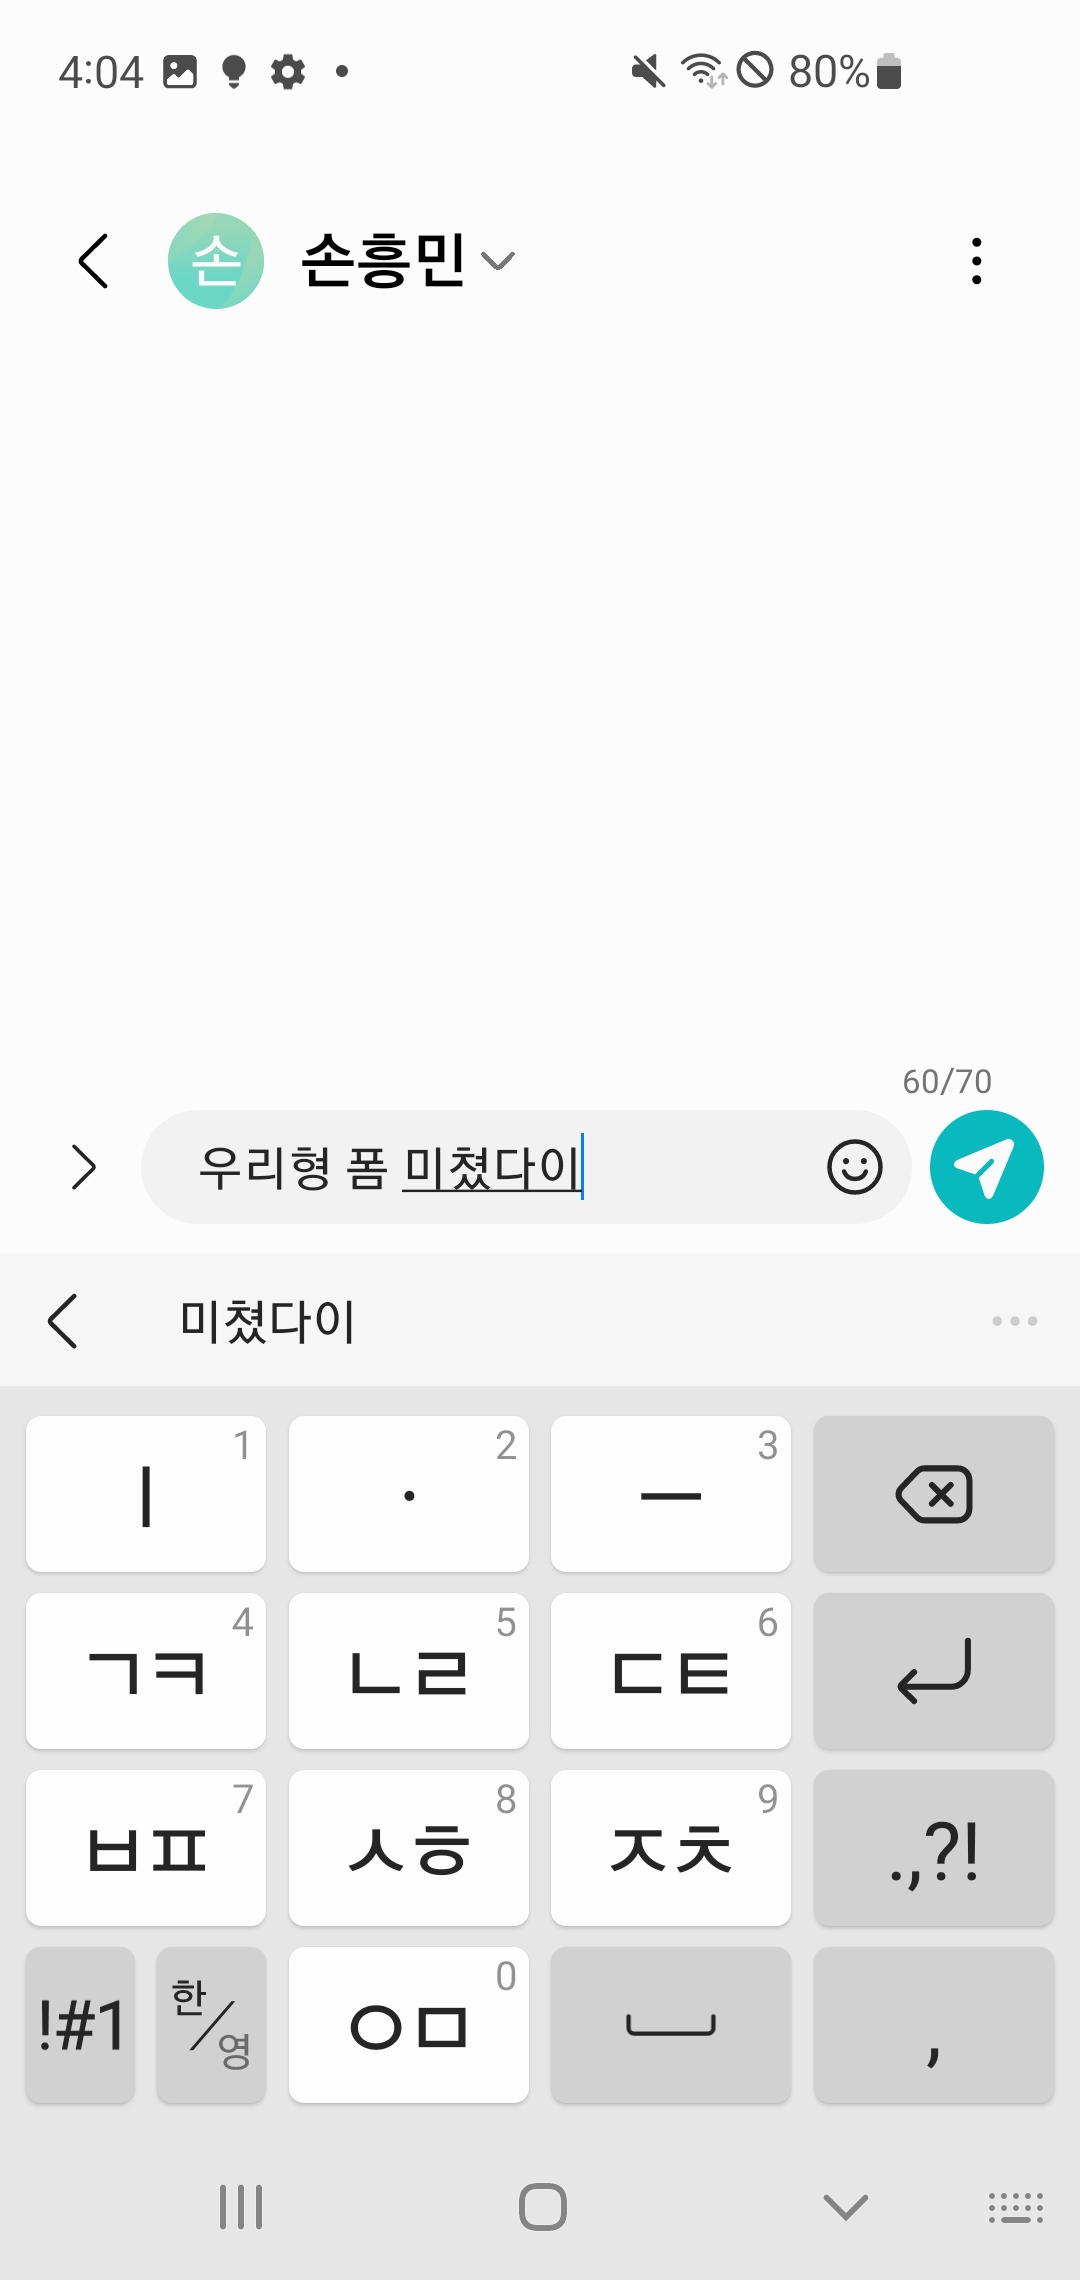 4:04 80%
손 손흥민
60/70
우리형 폼 미쳤다이
미쳤다이
ㅣ 1 · 2 ㅡ 3
ㄱㅋ 4 ㄴㄹ 5 ㄷㅌ 6
ㅂㅍ 7 ㅅㅎ 8 ㅈㅊ 9 .,?!
!#1 한/영 ㅇㅁ 0 ,